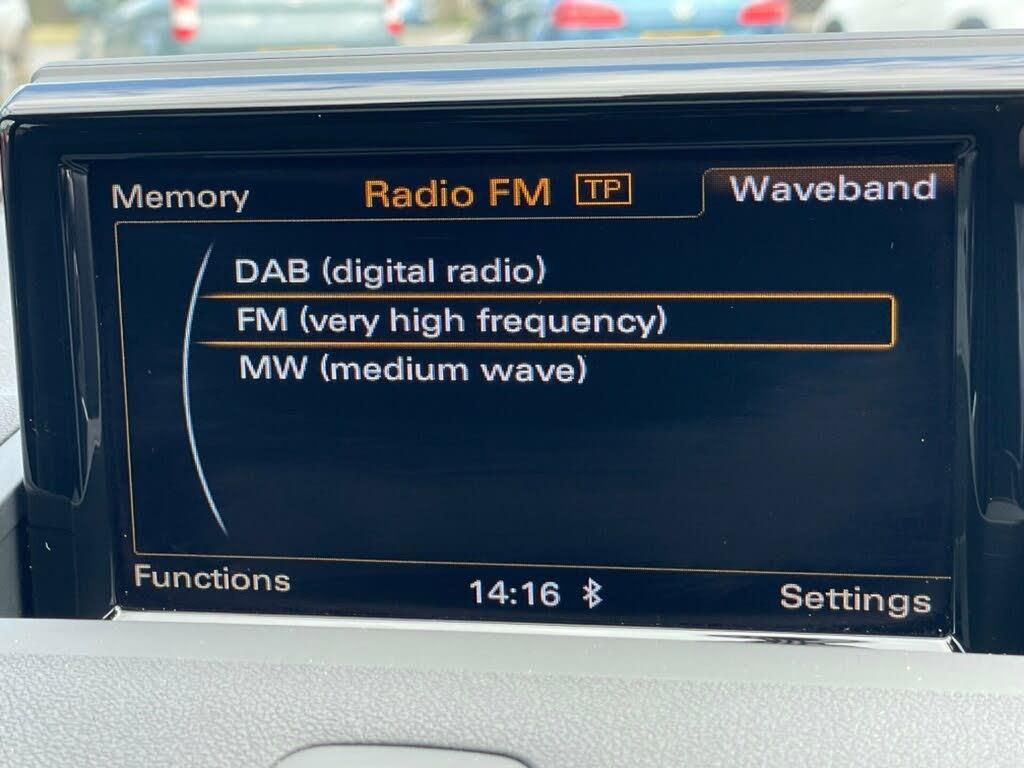 Memory Radio FM TP Waveband
DAB (digital radio)
FM (very high frequency)
MW (medium wave)
Functions 14:16 Settings